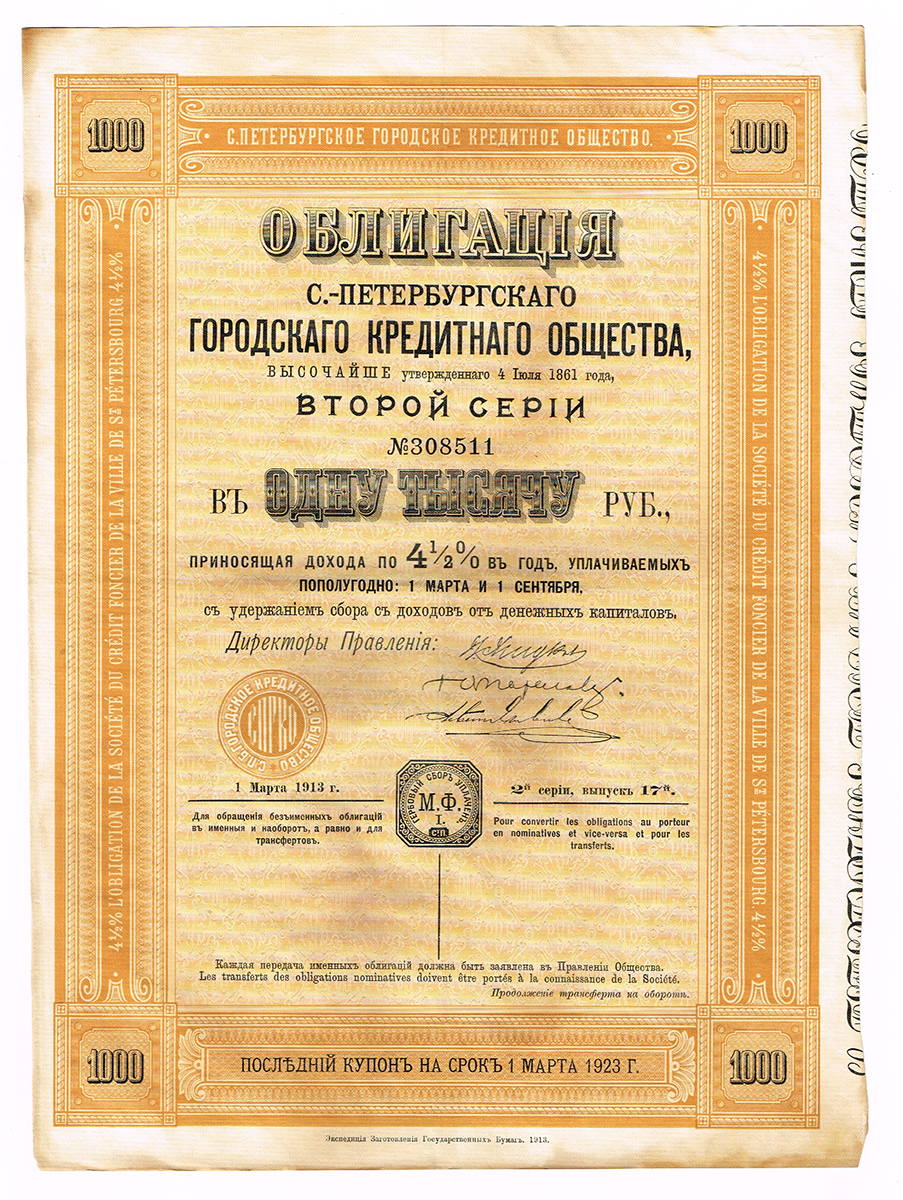 1000
С.ПЕТЕРБУРГСКОЕ ГОРОДСКОЕ КРЕДИТНОЕ ОБЩЕСТВО.
1000
4½% L'OBLIGATION DE LA SOCIÉTÉ DU CRÉDIT FONCIER DE LA VILLE DE Sт PÉTERSBOURG. 4½%
ОБЛИГАЦІЯ
С.-ПЕТЕРБУРГСКАГО
ГОРОДСКАГО КРЕДИТНАГО ОБЩЕСТВА,
ВЫСОЧАЙШЕ утвержденнаго 4 Іюля 1861 года,
ВТОРОЙ СЕРІИ
№308511
ВЪ ОДНУ ТЫСЯЧУ РУБ.,
ПРИНОСЯЩАЯ ДОХОДА ПО 4½% ВЪ ГОДЪ, УПЛАЧИВАЕМЫХЪ
ПОПОЛУГОДНО: 1 МАРТА И 1 СЕНТЯБРЯ,
съ удержаніемъ сбора съ доходовъ отъ денежныхъ капиталовъ.
Директоры Правленія:
С.П.Б. ГОРОДСКОЕ КРЕДИТНОЕ ОБЩЕСТВО
СПГКО
1 Марта 1913 г.
Для обращенія безъименныхъ облигацій
въ именныя и наоборотъ, а равно и для
трансфертовъ.
ГЕРБОВЫЙ СБОРЪ УПЛАЧЕНЪ.
М.Ф.
I.
С.П.
2й серіи, выпускъ 17й.
Pour convertir les obligations au porteur
en nominatives et vice-versa et pour les
transferts.
Каждая передача именныхъ облигацій должна быть заявлена въ Правленіи Общества.
Les transferts des obligations nominatives doivent être portés à la connaissance de la Société.
Продолженіе трансферта на оборотѣ.
4½% L'OBLIGATION DE LA SOCIÉTÉ DU CRÉDIT FONCIER DE LA VILLE DE Sт PÉTERSBOURG. 4½%
1000
ПОСЛѢДНІЙ КУПОНЪ НА СРОКЪ 1 МАРТА 1923 Г.
1000
Экспедиція Заготовленія Государственныхъ Бумагъ. 1913.